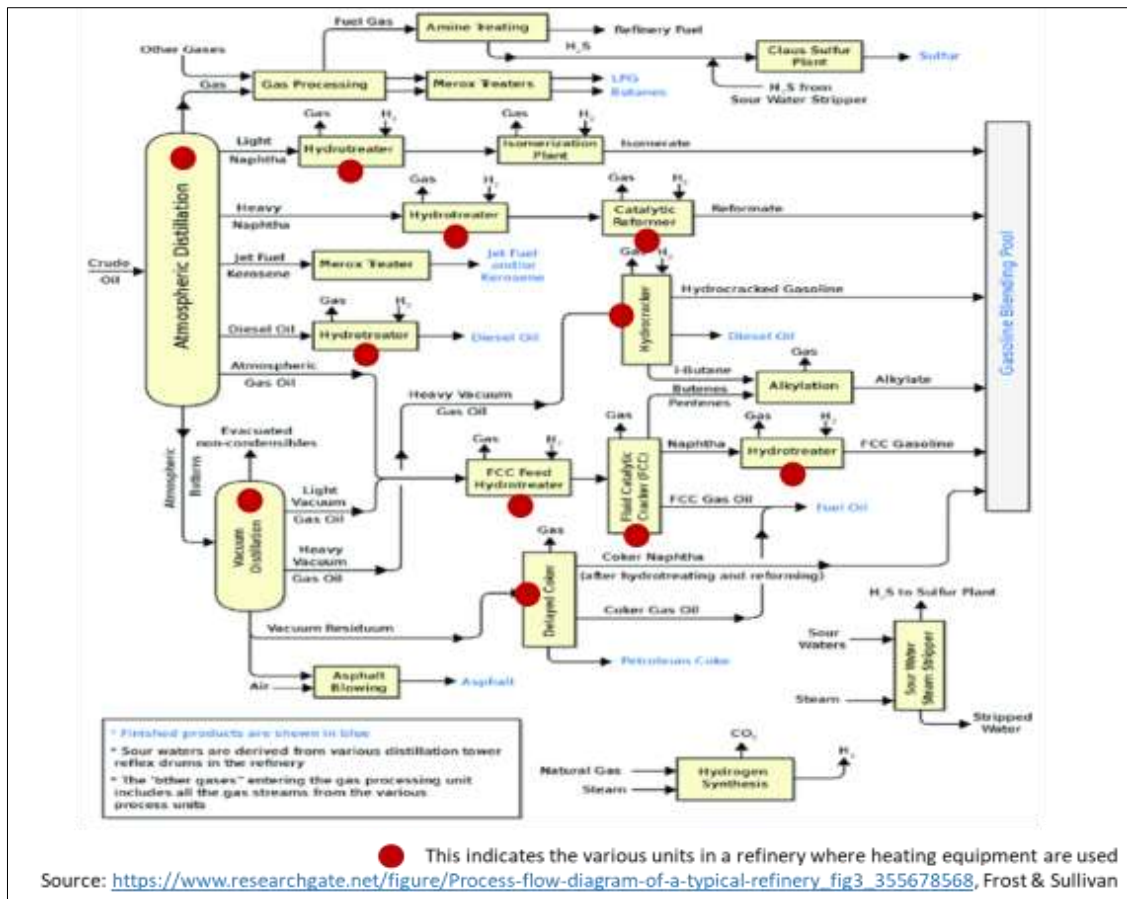 Fuel Gas
Amine Treating
Refinery Fuel
Other Gases
H2S
Claus Sulfur
Plant
Sulfur
Gas
Gas Processing
Merox Treaters
LPG
Butanes
H2S from
Sour Water Stripper
Gas
H2
Gas
H2
Light
Naphtha
Hydrotreater
Isomerization
Plant
Isomerate
Gas
H2
Gas
H2
Heavy
Naphtha
Hydrotreater
Catalytic
Reformer
Reformate
Crude
Oil
Atmospheric Distillation
Jet Fuel
Kerosene
Merox Treater
Jet Fuel
and/or
Kerosene
Gas
H2
Hydrocracker
Hydrocracked Gasoline
Gasoline Blending Pool
Gas
H2
Diesel Oil
Hydrotreater
Diesel Oil
Diesel Oil
Atmospheric
Gas Oil
i-Butane
Butenes
Pentenes
Gas
Alkylation
Alkylate
Heavy Vacuum
Gas Oil
Atmospheric
Bottom
Evacuated
non-condensibles
Gas
H2
FCC Feed
Hydrotreater
Gas
Fluid Catalytic
Cracker (FCC)
Naphtha
Gas
H2
Hydrotreater
FCC Gasoline
Light
Vacuum
Gas Oil
FCC Gas Oil
Fuel Oil
Vacuum
Distillation
Heavy
Vacuum
Gas Oil
Gas
Delayed Coker
Coker Naphtha
(after hydrotreating and reforming)
Coker Gas Oil
Vacuum Residuum
Petroleum Coke
Air
Asphalt
Blowing
Asphalt
H2S to Sulfur Plant
Sour
Waters
Sour Water
Steam Stripper
Steam
Stripped
Water
* Finished products are shown in blue
* Sour waters are derived from various distillation tower
reflex drums in the refinery
* The "other gases" entering the gas processing unit
includes all the gas streams from the various
process units
CO2
Natural Gas
Steam
Hydrogen
Synthesis
H2
This indicates the various units in a refinery where heating equipment are used
Source: https://www.researchgate.net/figure/Process-flow-diagram-of-a-typical-refinery_fig3_355678568, Frost & Sullivan